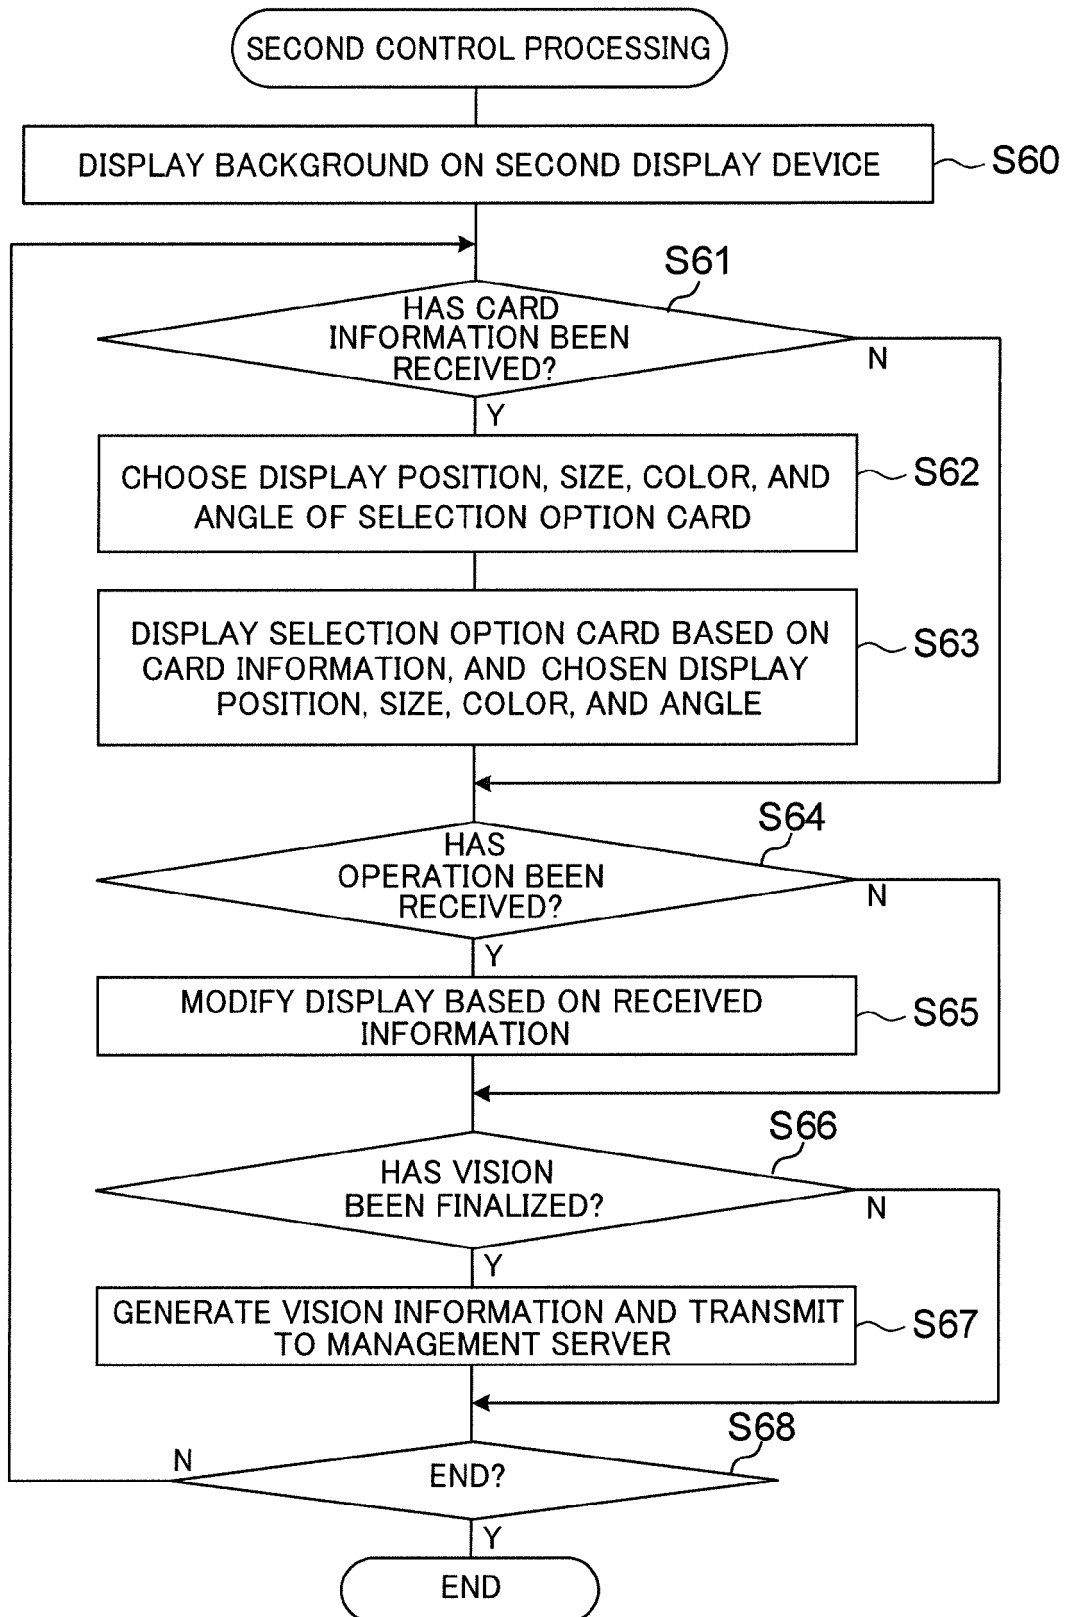 SECOND CONTROL PROCESSING
DISPLAY BACKGROUND ON SECOND DISPLAY DEVICE
S60
S61
HAS CARD
INFORMATION BEEN
RECEIVED?
N
Y
CHOOSE DISPLAY POSITION, SIZE, COLOR, AND
ANGLE OF SELECTION OPTION CARD
S62
DISPLAY SELECTION OPTION CARD BASED ON
CARD INFORMATION, AND CHOSEN DISPLAY
POSITION, SIZE, COLOR, AND ANGLE
S63
S64
HAS
OPERATION BEEN
RECEIVED?
N
Y
MODIFY DISPLAY BASED ON RECEIVED
INFORMATION
S65
S66
HAS VISION
BEEN FINALIZED?
N
Y
GENERATE VISION INFORMATION AND TRANSMIT
TO MANAGEMENT SERVER
S67
S68
N
END?
Y
END